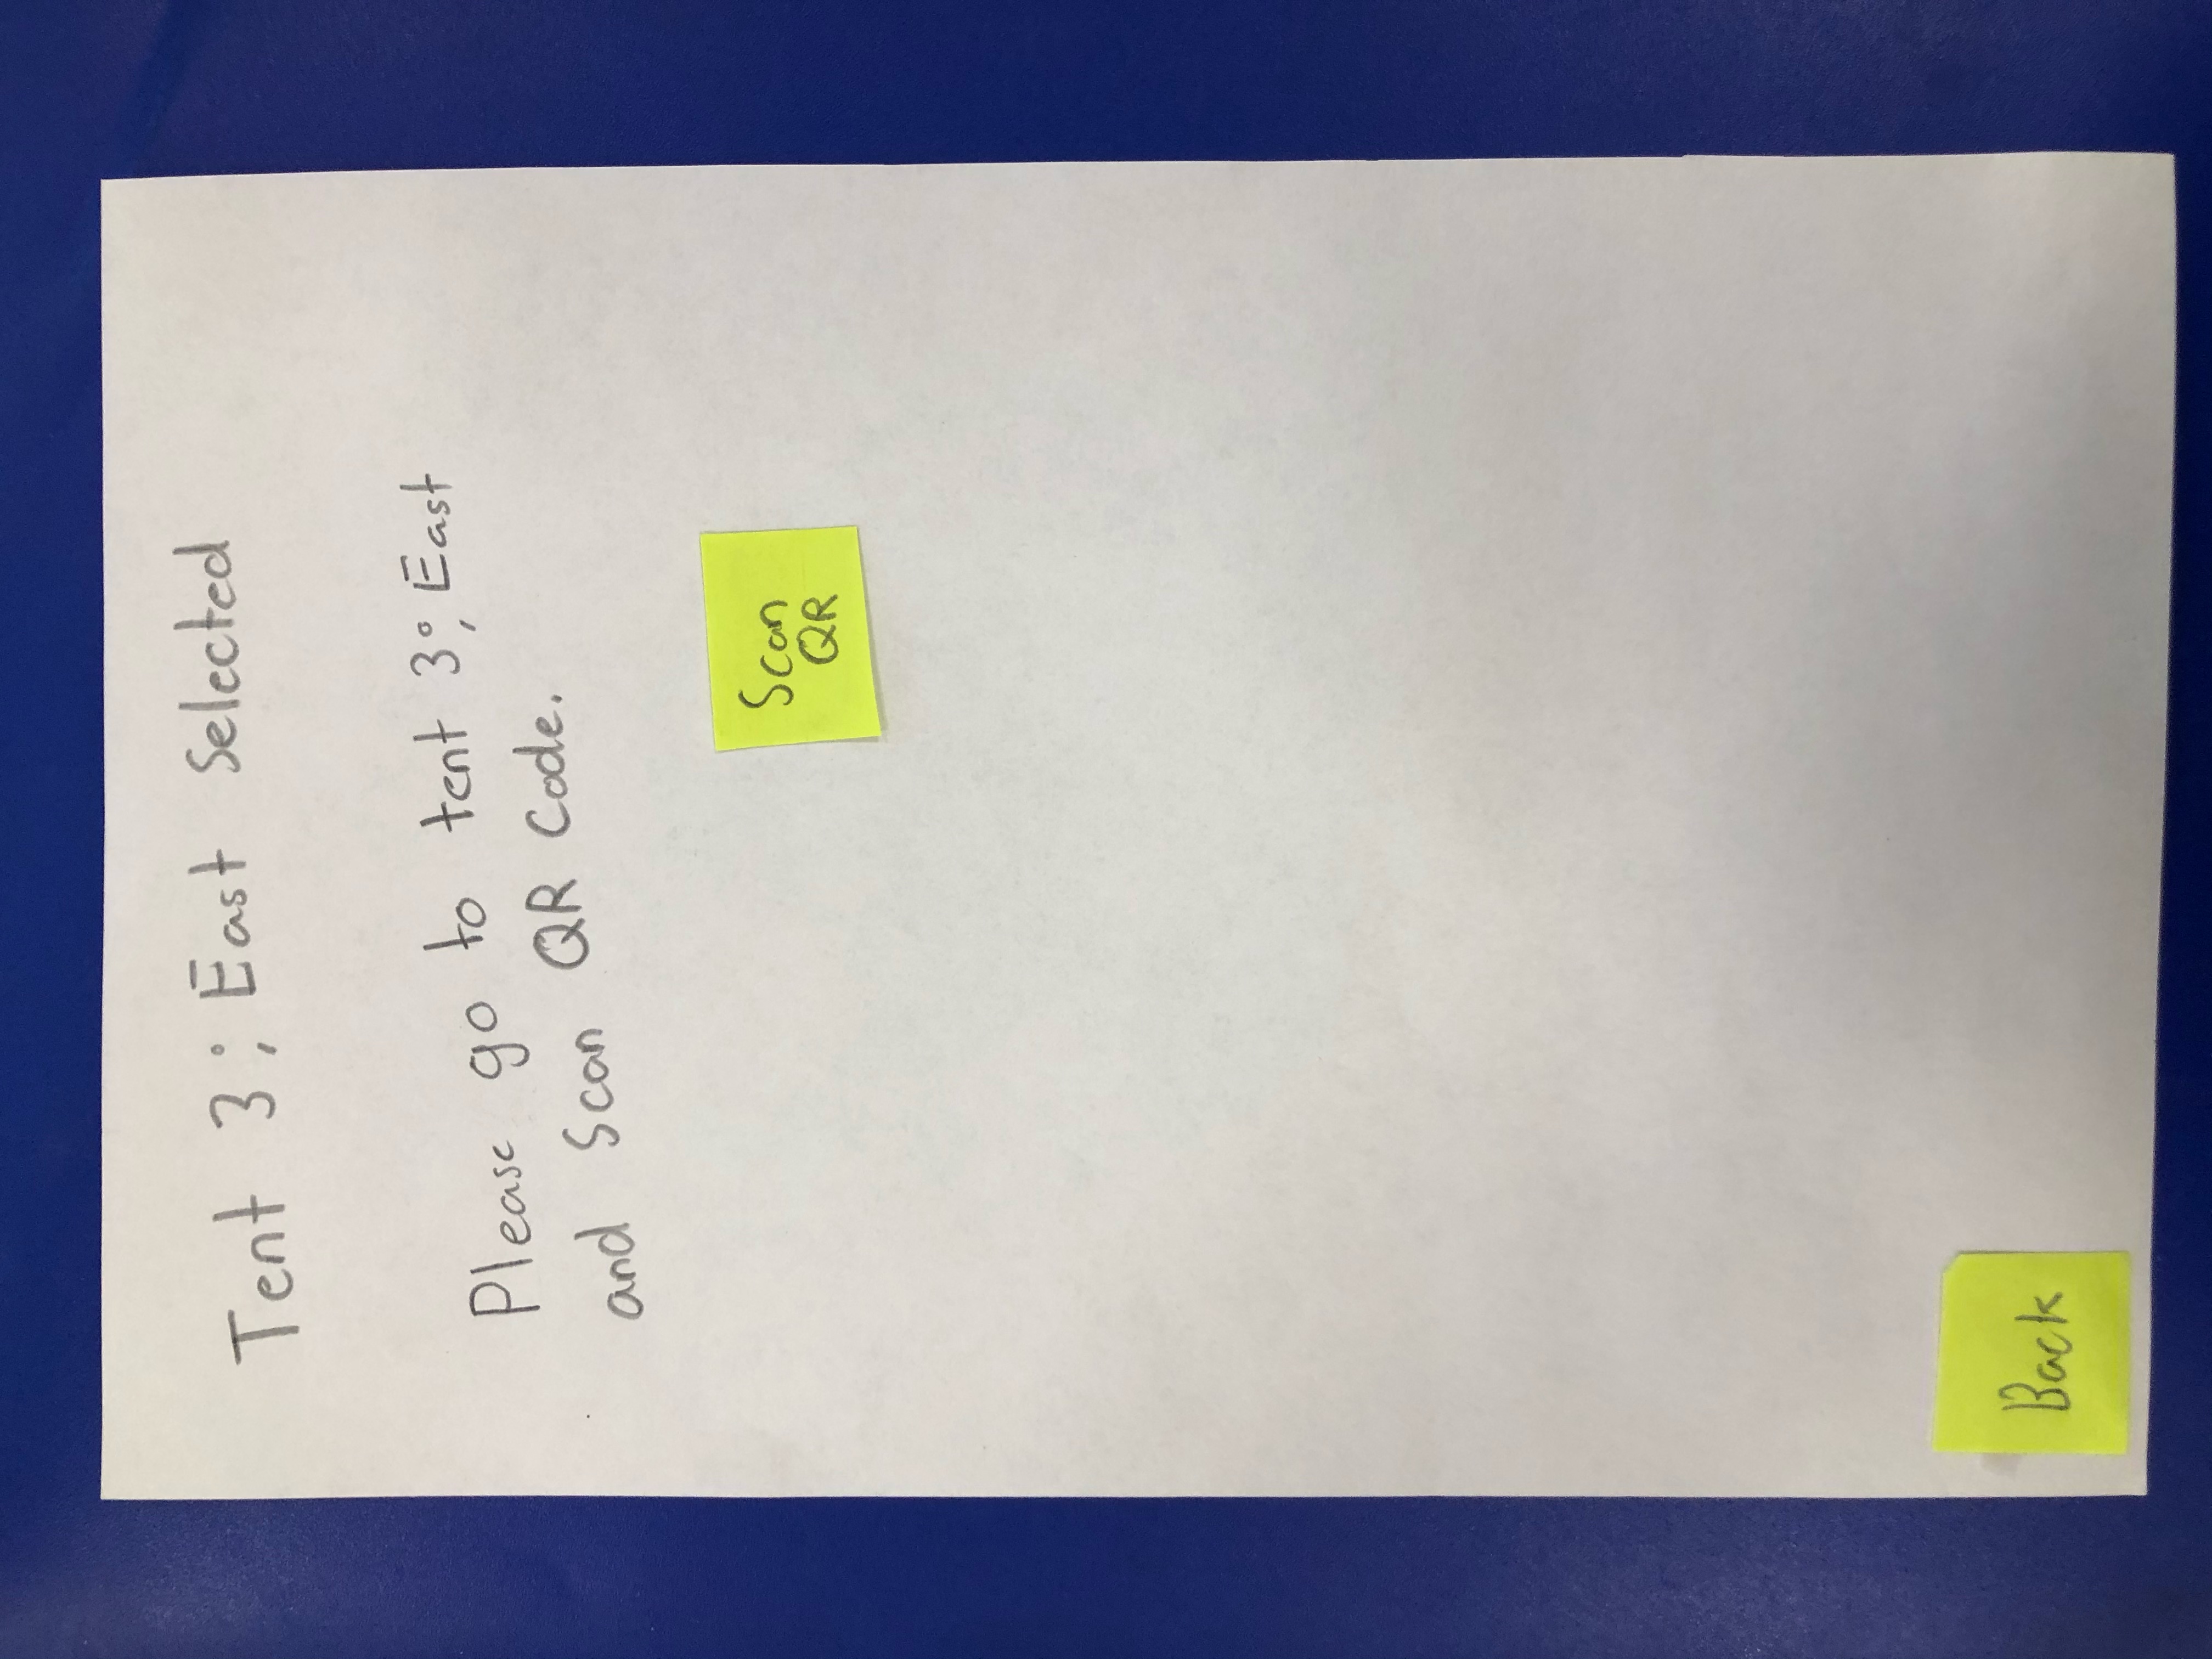 Tent 3; East Selected
Please go to tent 3; East
and Scan QR Code.
Scan
QR
Back